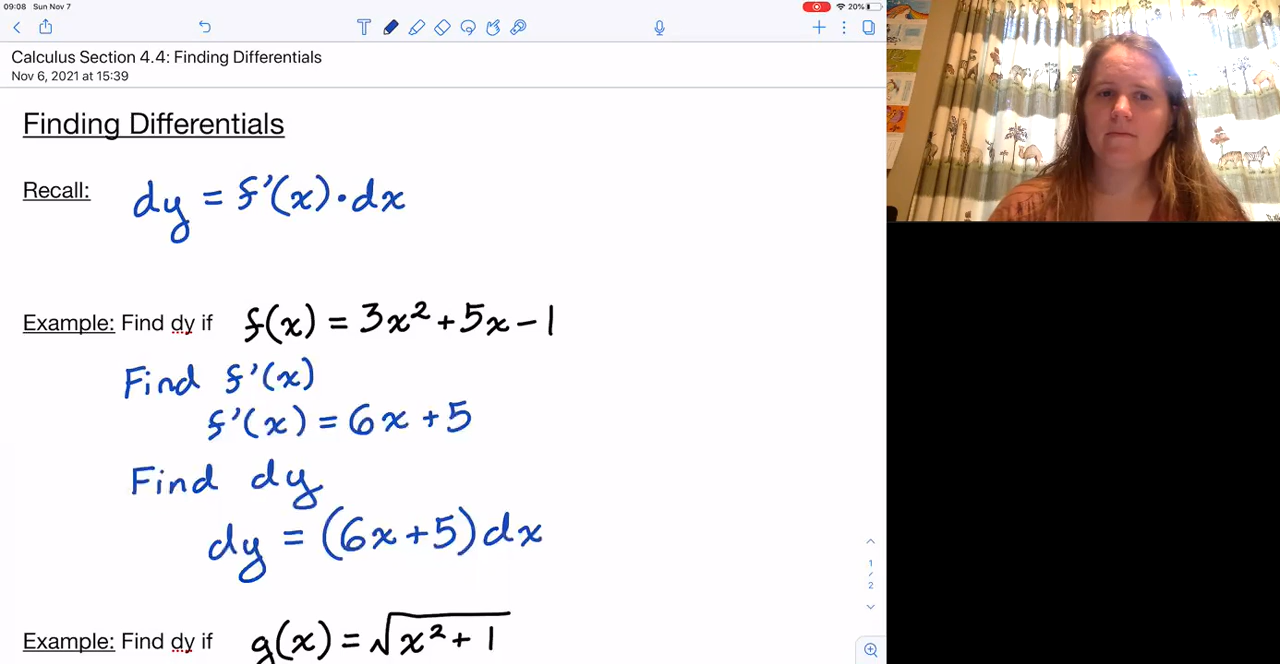 09:08 Sun Nov 7
20%
Calculus Section 4.4: Finding Differentials
Nov 6, 2021 at 15:39
Finding Differentials
Recall: dy = f'(x)·dx
Example: Find dy if f(x) = 3x² + 5x − 1
Find f'(x)
f'(x) = 6x + 5
Find dy
dy = (6x + 5) dx
1
/
2
Example: Find dy if g(x) = √(x² + 1)